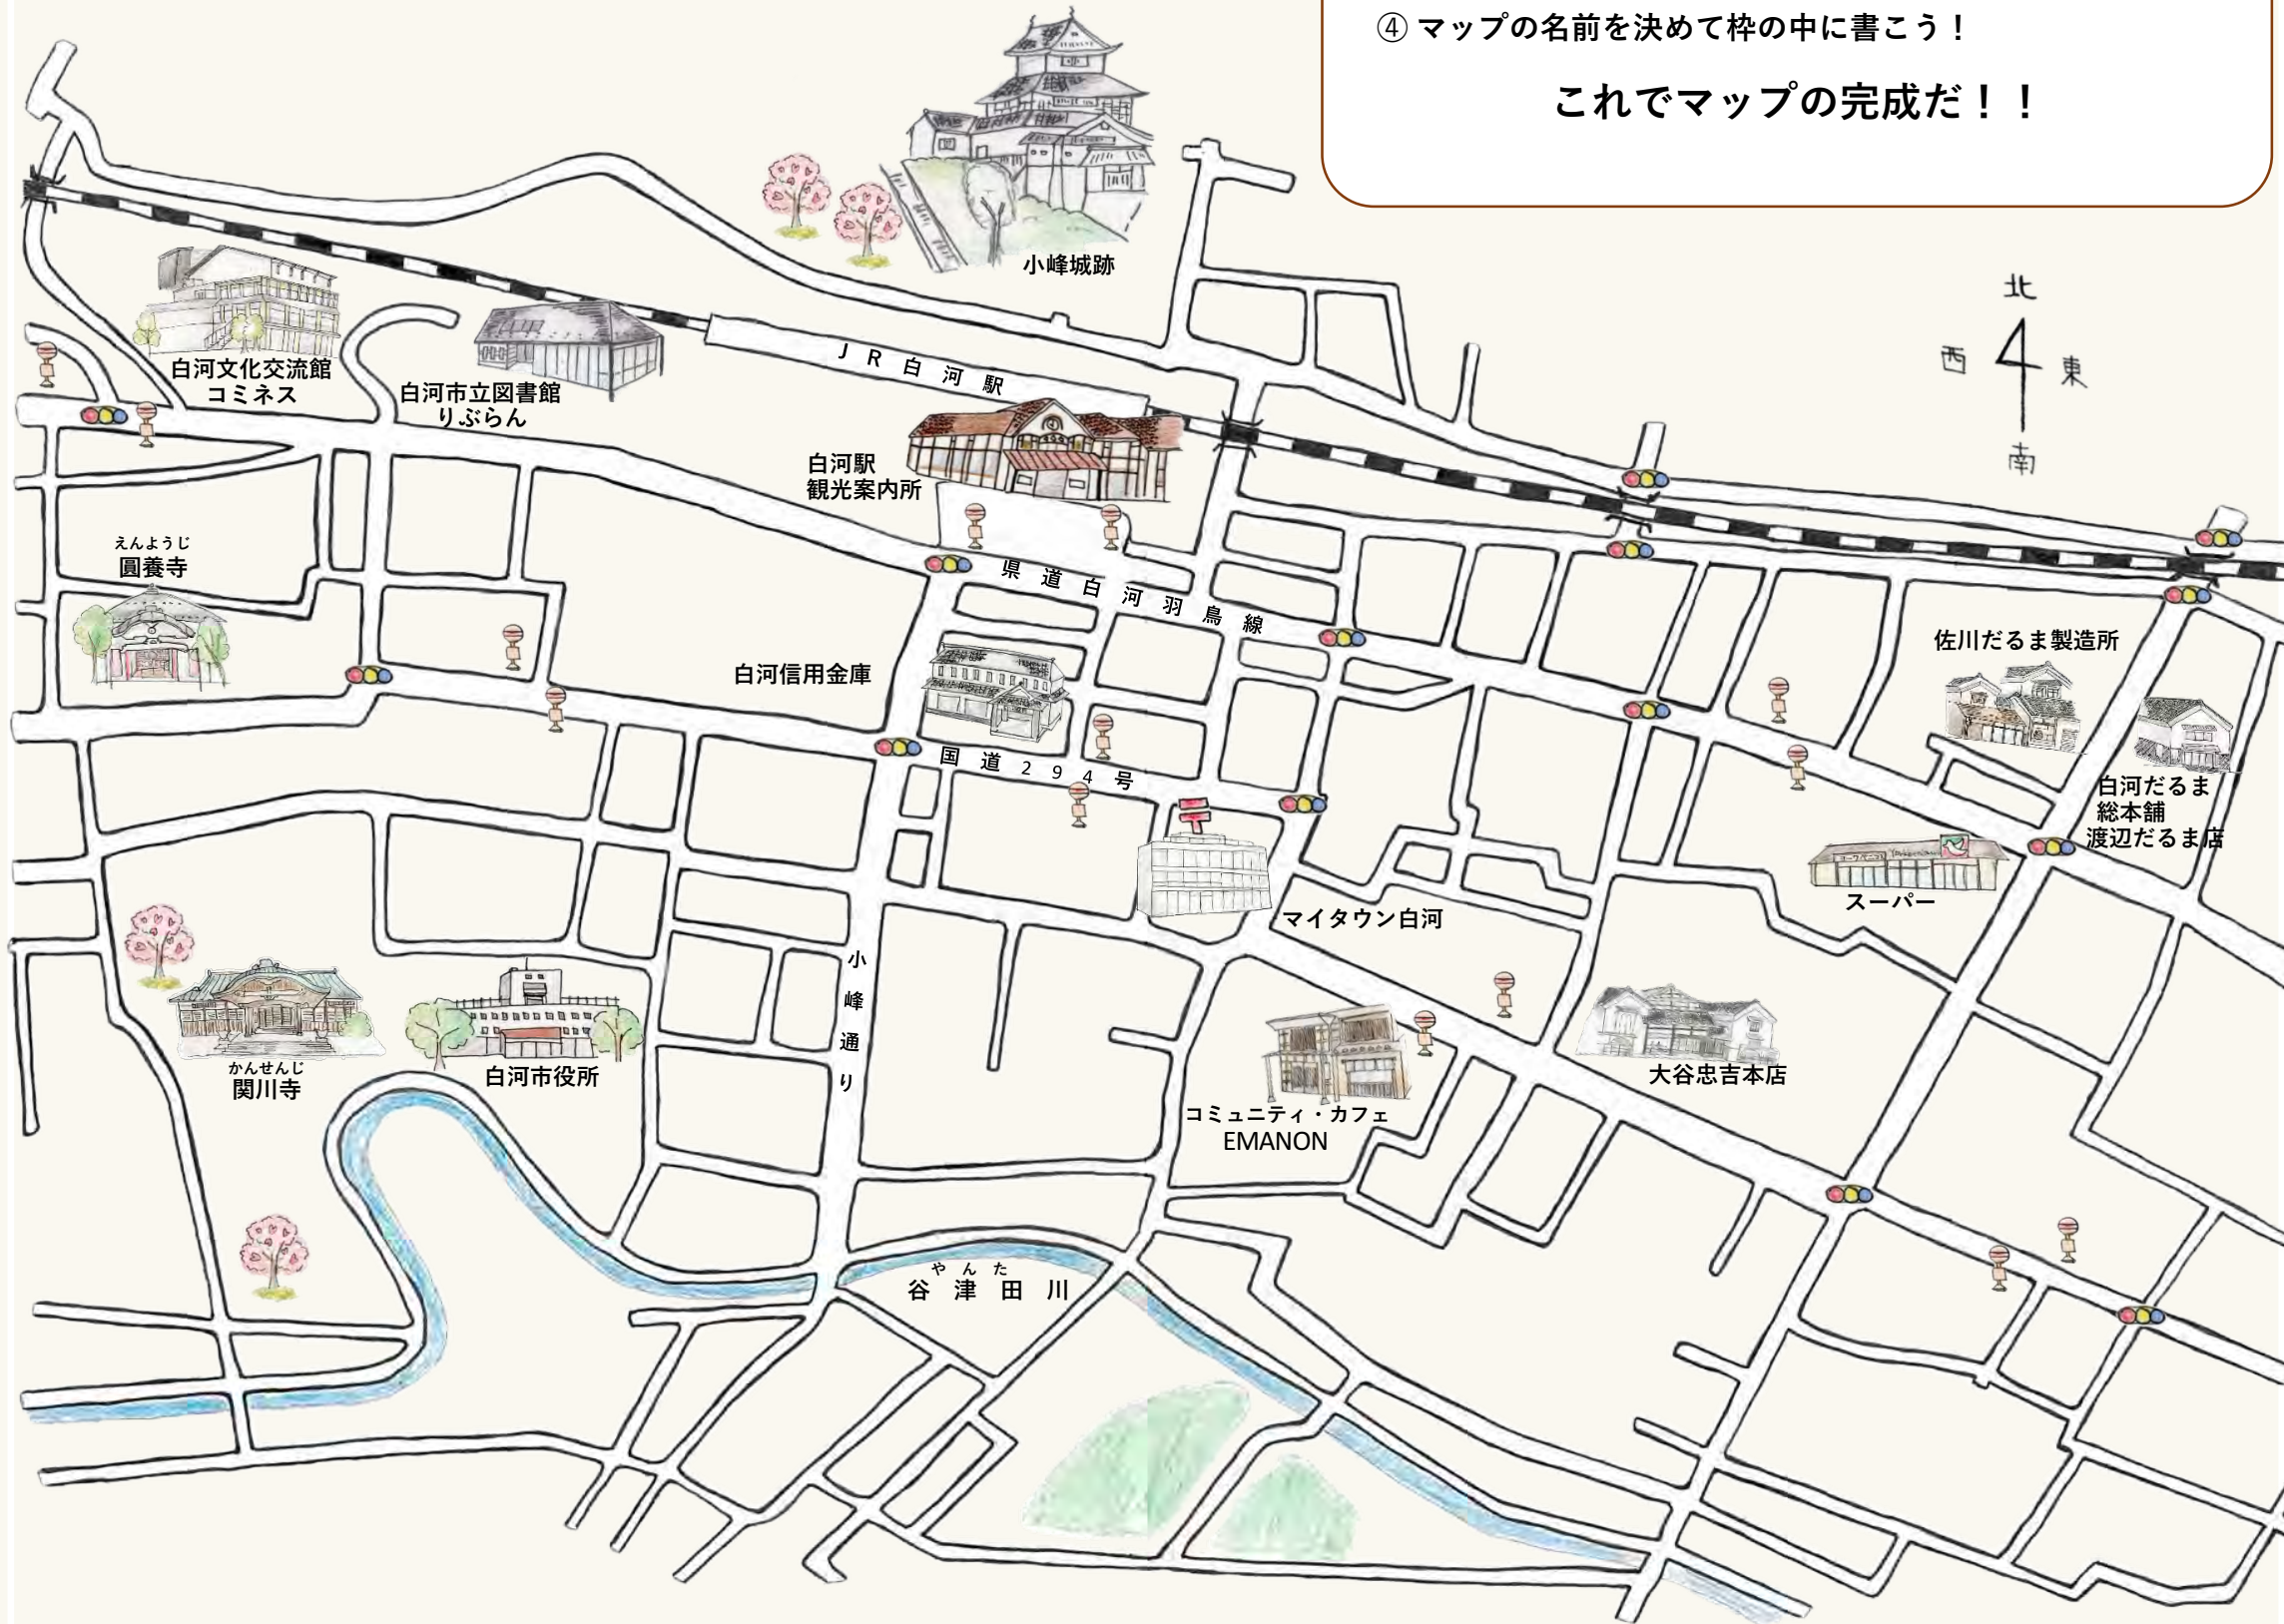 ④ マップの名前を決めて枠の中に書こう！
これでマップの完成だ！！
小峰城跡
北
西
東
南
白河文化交流館
コミネス
白河市立図書館
りぶらん
ＪＲ白河駅
白河駅
観光案内所
県道白河羽鳥線
えんようじ
圓養寺
白河信用金庫
国道２９４号
佐川だるま製造所
白河だるま
総本舗
渡辺だるま店
スーパー
マイタウン白河
小峰通り
かんせんじ
関川寺
白河市役所
大谷忠吉本店
コミュニティ・カフェ
EMANON
やんた
谷津田川